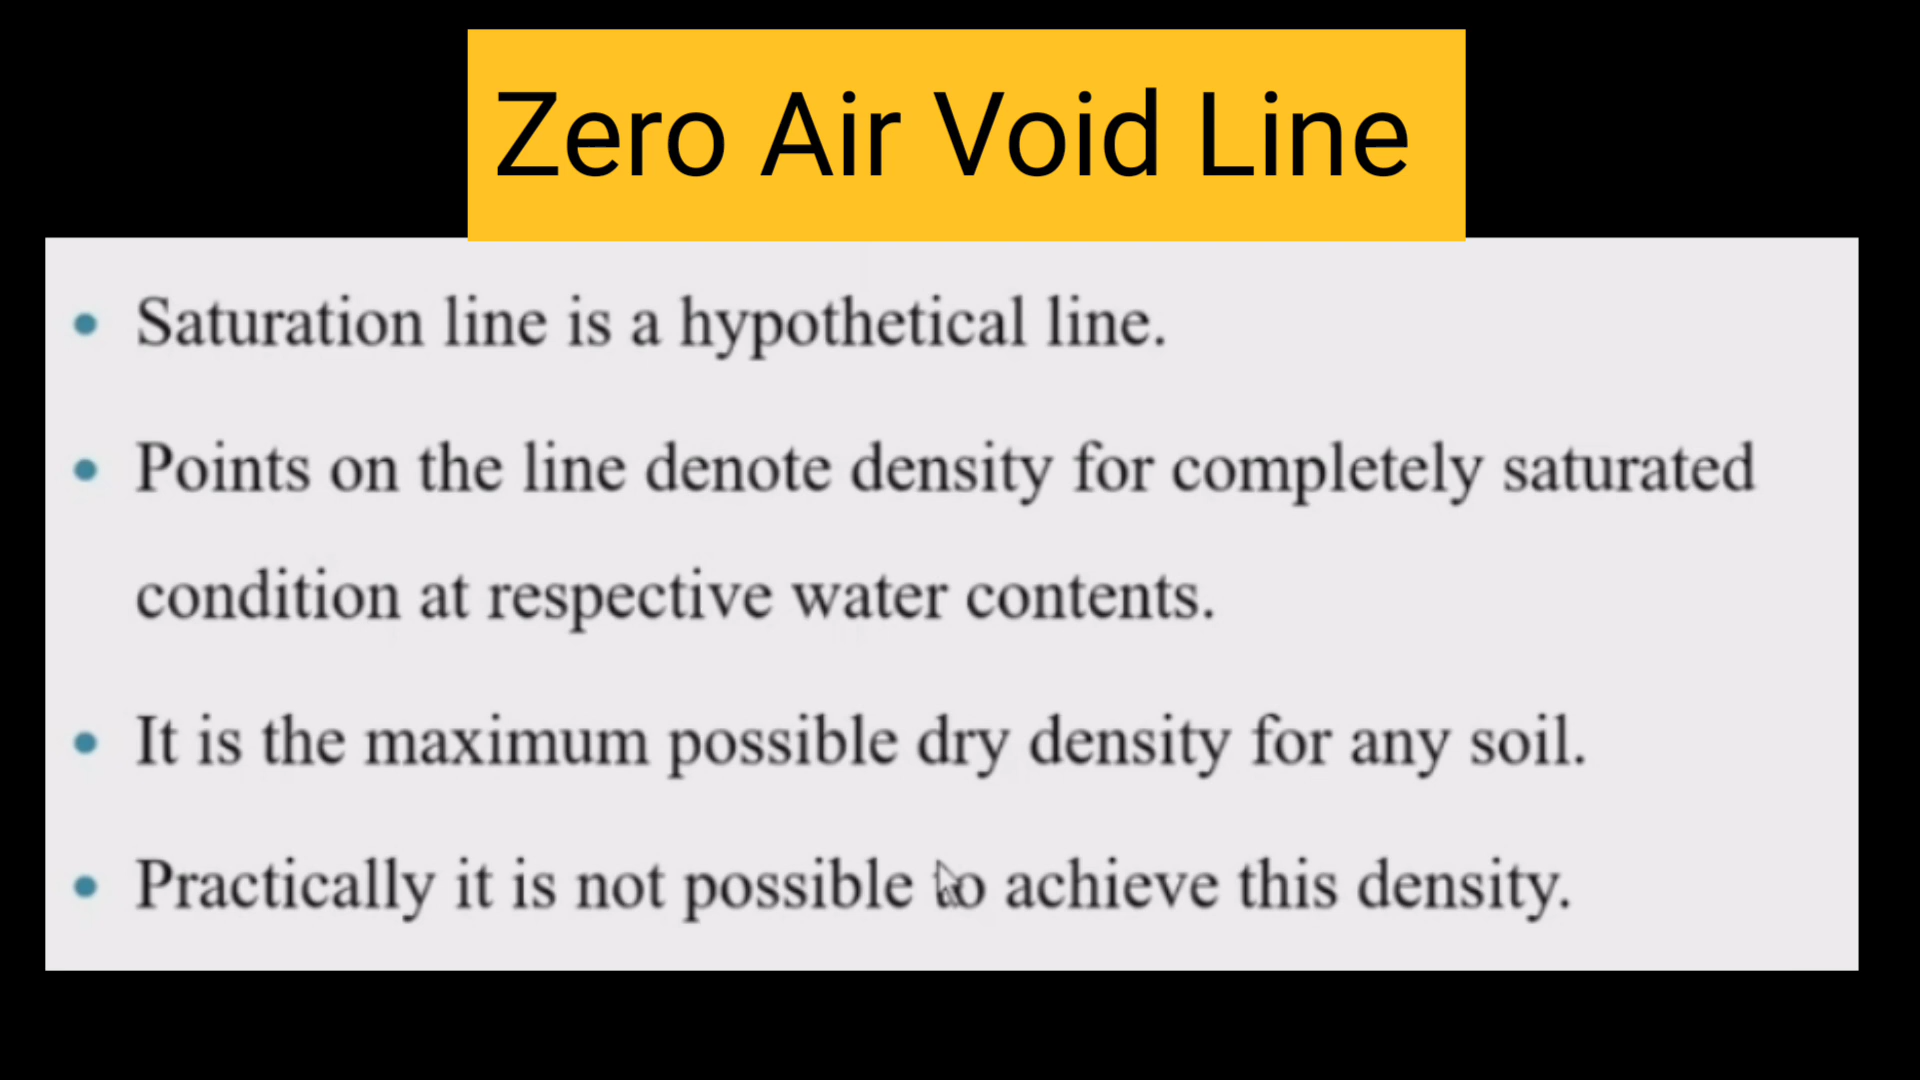 Zero Air Void Line
• Saturation line is a hypothetical line.
• Points on the line denote density for completely saturated
condition at respective water contents.
• It is the maximum possible dry density for any soil.
• Practically it is not possible to achieve this density.